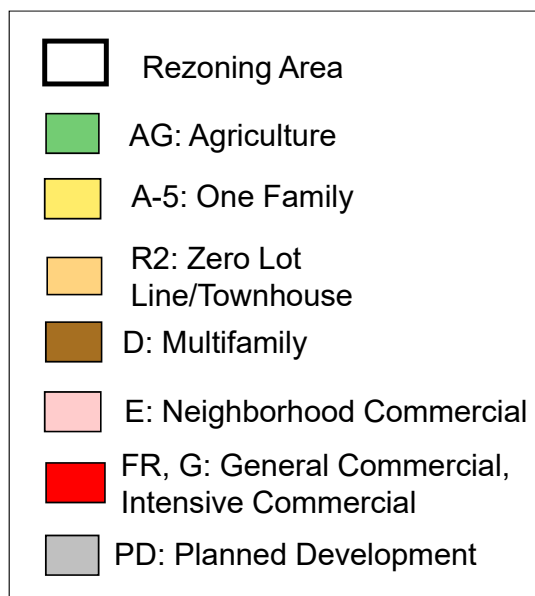 Rezoning Area
AG: Agriculture
A-5: One Family
R2: Zero Lot
Line/Townhouse
D: Multifamily
E: Neighborhood Commercial
FR, G: General Commercial,
Intensive Commercial
PD: Planned Development